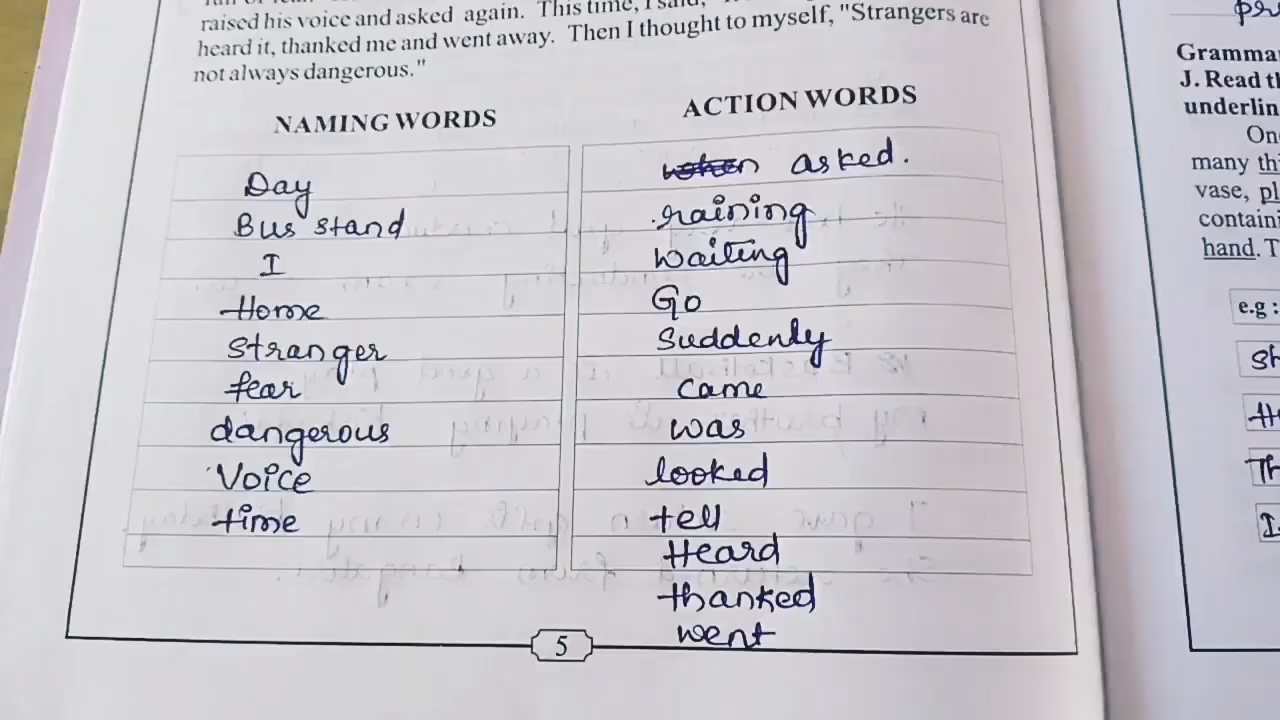 raised his voice and asked again. This time, I said,
heard it, thanked me and went away. Then I thought to myself, "Strangers are
not always dangerous."
NAMING WORDS
Day
Bus stand
I
Home
Stranger
fear
dangerous
Voice
time
ACTION WORDS
asked.
raining
waiting
Go
Suddenly
came
was
looked
tell
Heard
thanked
went
5
Gramma
J. Read th
underlin
On
many thi
vase, pl
contain
hand. T
e.g :
Sh
H
Th
I